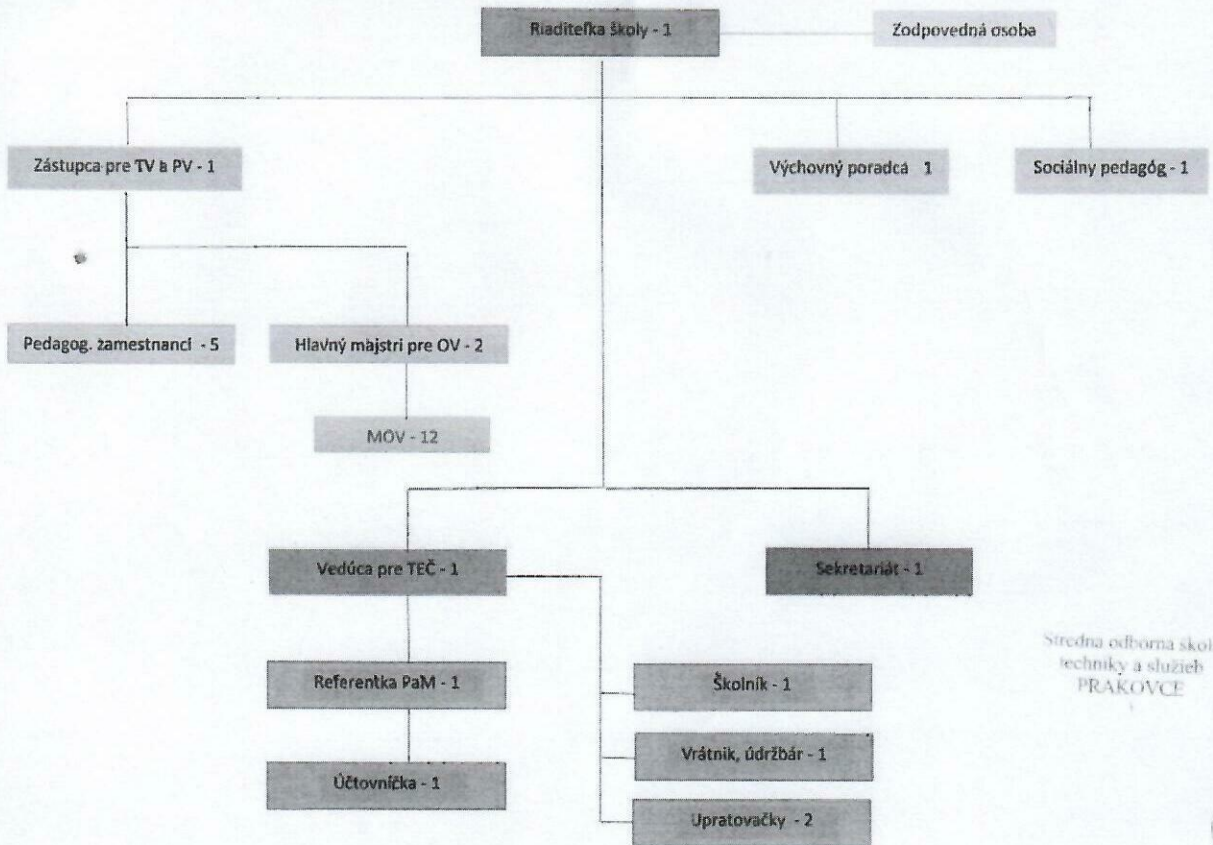 Riaditeľka školy - 1
Zodpovedná osoba
Zástupca pre TV a PV - 1
Výchovný poradca 1
Sociálny pedagóg - 1
Pedagog. zamestnanci - 5
Hlavný majstri pre OV - 2
MOV - 12
Vedúca pre TEČ - 1
Sekretariát - 1
Referentka PaM - 1
Školník - 1
Účtovníčka - 1
Vrátnik, údržbár - 1
Upratovačky - 2
Stredna odborna škol
techniky a služieb
PRAKOVCE